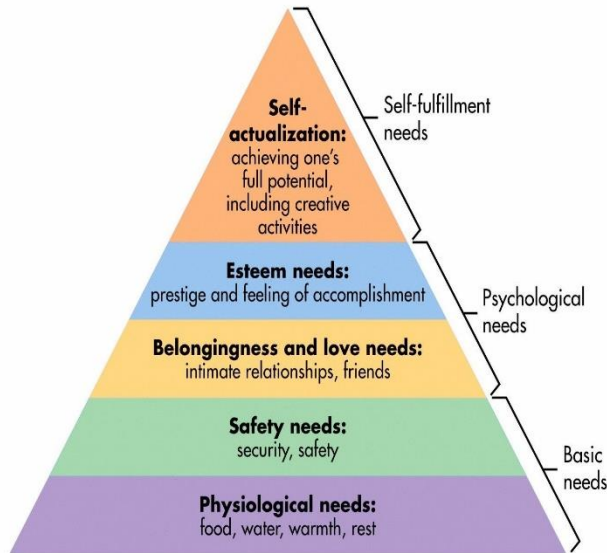 Self-
actualization:
achieving one's
full potential,
including creative
activities
Self-fulfillment
needs
Esteem needs:
prestige and feeling of accomplishment
Psychological
needs
Belongingness and love needs:
intimate relationships, friends
Safety needs:
security, safety
Basic
needs
Physiological needs:
food, water, warmth, rest